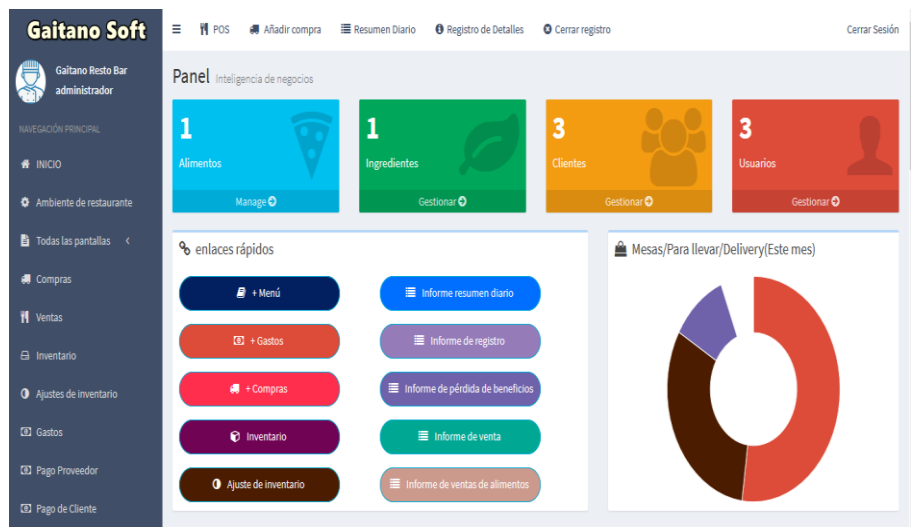 Gaitano Soft
POS
Añadir compra
Resumen Diario
Registro de Detalles
Cerrar registro
Cerrar Sesión
Gaitano Resto Bar
administrador
NAVEGACIÓN PRINCIPAL
INICIO
Ambiente de restaurante
Todas las pantallas
Compras
Ventas
Inventario
Ajustes de inventario
Gastos
Pago Proveedor
Pago de Cliente
Panel Inteligencia de negocios
1
Alimentos
Manage
1
Ingredientes
Gestionar
3
Clientes
Gestionar
3
Usuarios
Gestionar
enlaces rápidos
+ Menú
Informe resumen diario
+ Gastos
Informe de registro
+ Compras
Informe de pérdida de beneficios
Inventario
Informe de venta
Ajuste de inventario
Informe de ventas de alimentos
Mesas/Para llevar/Delivery(Este mes)